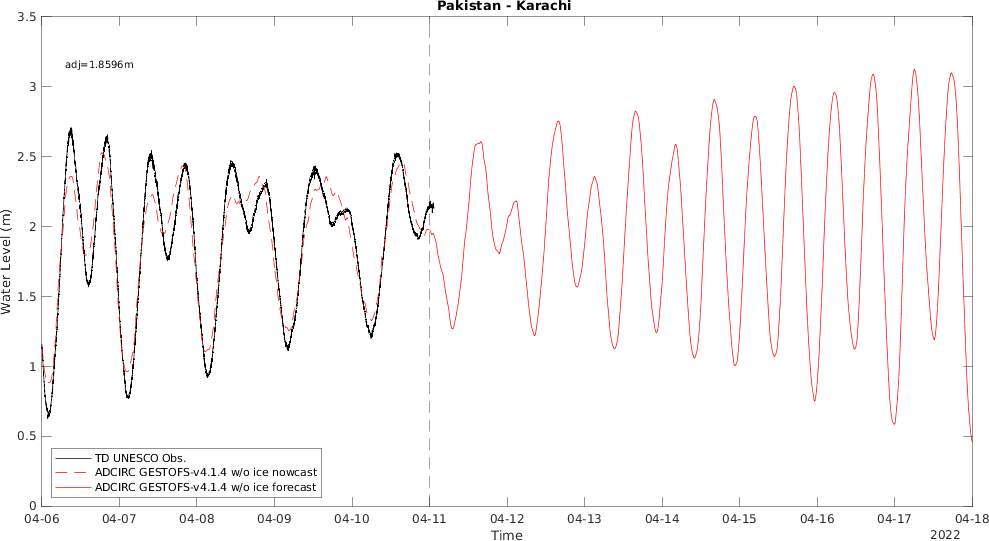 Pakistan - Karachi
3.5
adj=1.8596m
3
2.5
2
Water Level (m)
1.5
1
0.5
0
TD UNESCO Obs.
ADCIRC GESTOFS-v4.1.4 w/o ice nowcast
ADCIRC GESTOFS-v4.1.4 w/o ice forecast
04-06 04-07 04-08 04-09 04-10 04-11 04-12 04-13 04-14 04-15 04-16 04-17 04-18
Time
2022